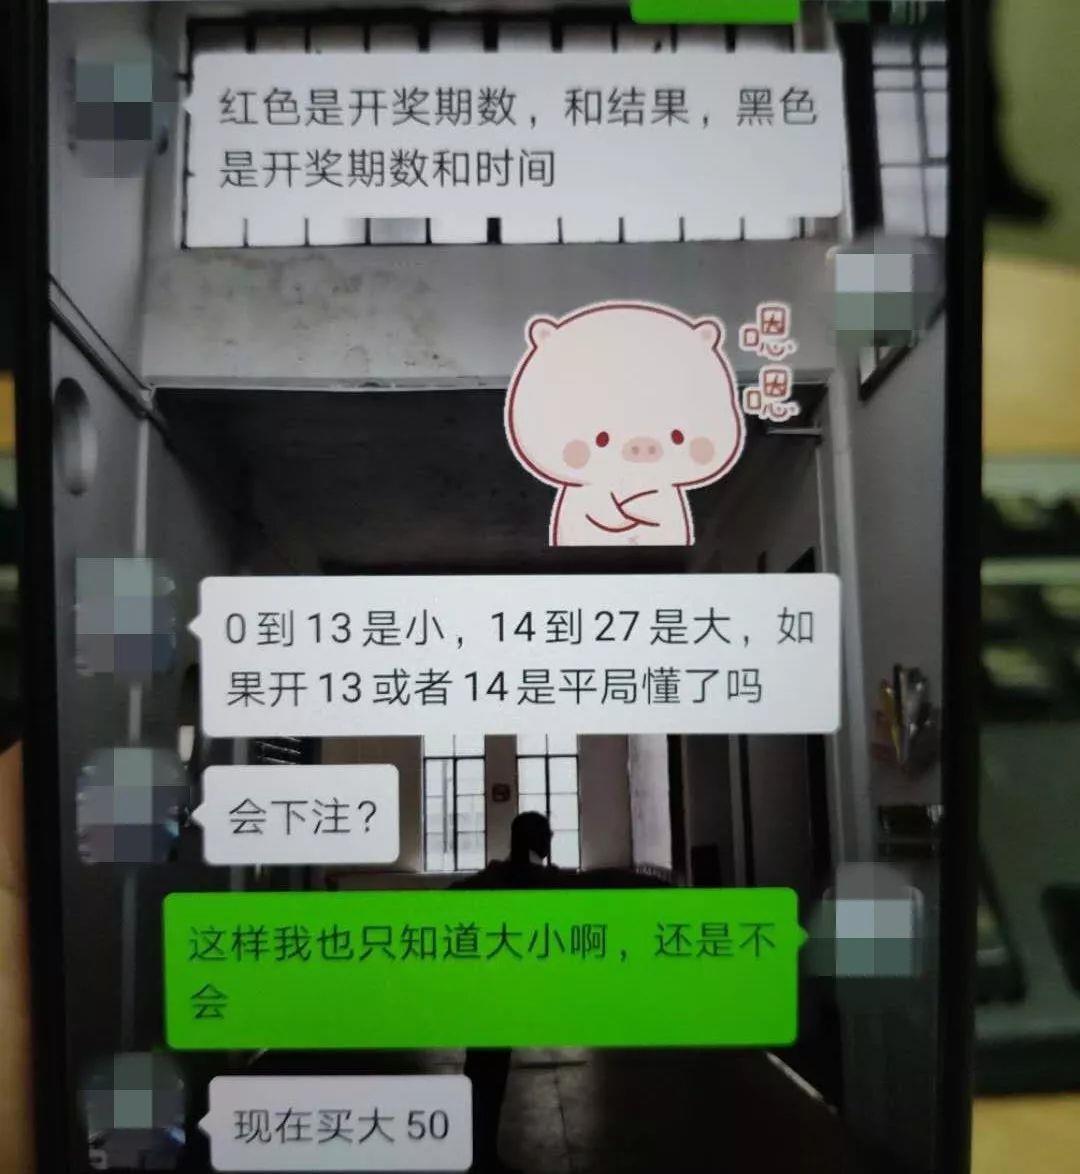 红色是开奖期数，和结果，黑色
是开奖期数和时间
嗯
嗯
0到13是小，14到27是大，如
果开13或者14是平局懂了吗
会下注？
这样我也只知道大小啊，还是不
会
现在买大50